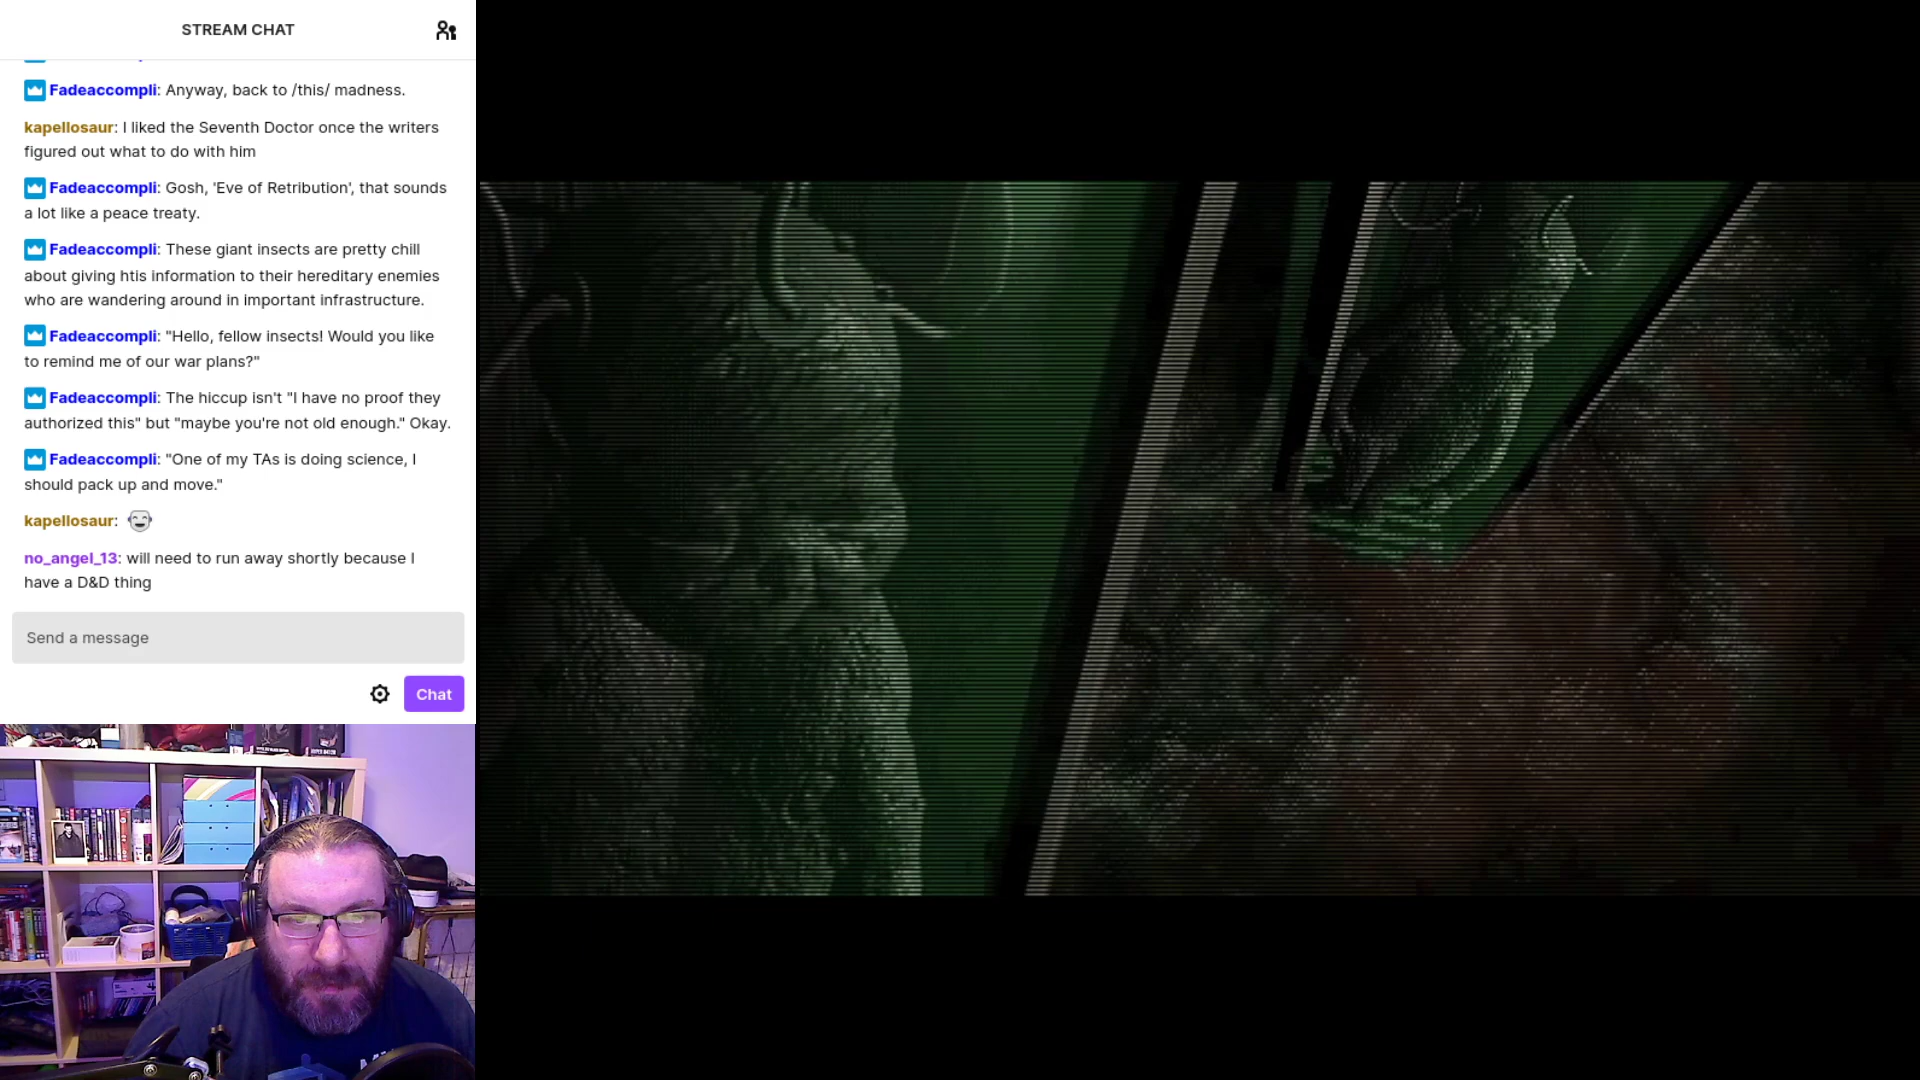 STREAM CHAT
Fadeaccompli: Anyway, back to /this/ madness.
kapellosaur: I liked the Seventh Doctor once the writers
figured out what to do with him
Fadeaccompli: Gosh, 'Eve of Retribution', that sounds
a lot like a peace treaty.
Fadeaccompli: These giant insects are pretty chill
about giving htis information to their hereditary enemies
who are wandering around in important infrastructure.
Fadeaccompli: "Hello, fellow insects! Would you like
to remind me of our war plans?"
Fadeaccompli: The hiccup isn't "I have no proof they
authorized this" but "maybe you're not old enough." Okay.
Fadeaccompli: "One of my TAs is doing science, I
should pack up and move."
kapellosaur:
no_angel_13: will need to run away shortly because I
have a D&D thing
Send a message
Chat